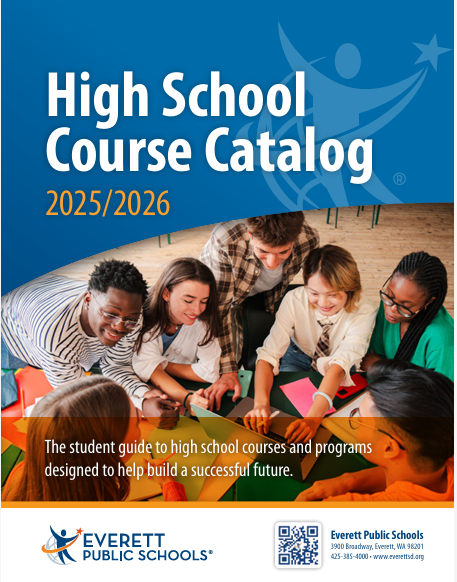 High School
Course Catalog
2025/2026
®
The student guide to high school courses and programs
designed to help build a successful future.
EVERETT
PUBLIC SCHOOLS®
Everett Public Schools
3900 Broadway, Everett, WA 98201
425-385-4000 • www.everettsd.org